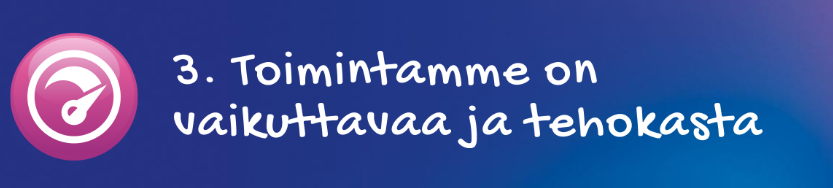 3. Toimintamme on
vaikuttavaa ja tehokasta